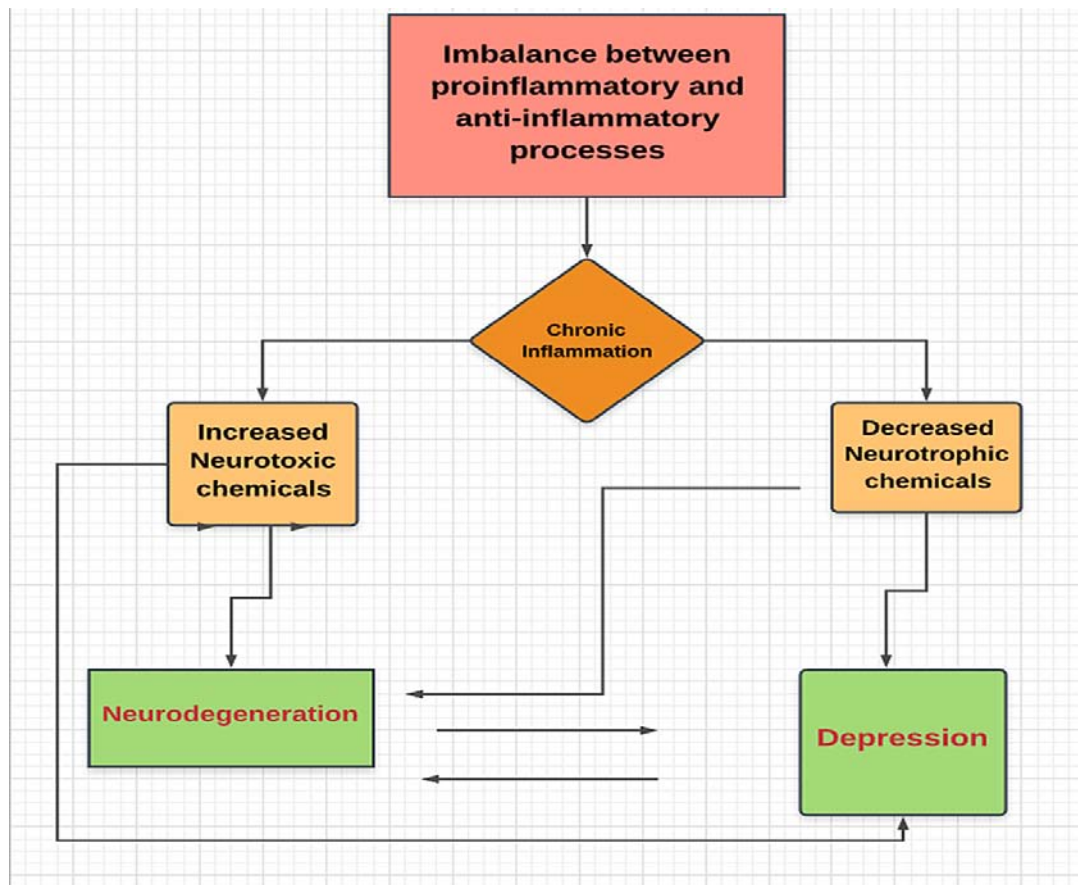 Imbalance between
proinflammatory and
anti-inflammatory
processes
Chronic
Inflammation
Increased
Neurotoxic
chemicals
Decreased
Neurotrophic
chemicals
Neurodegeneration
Depression